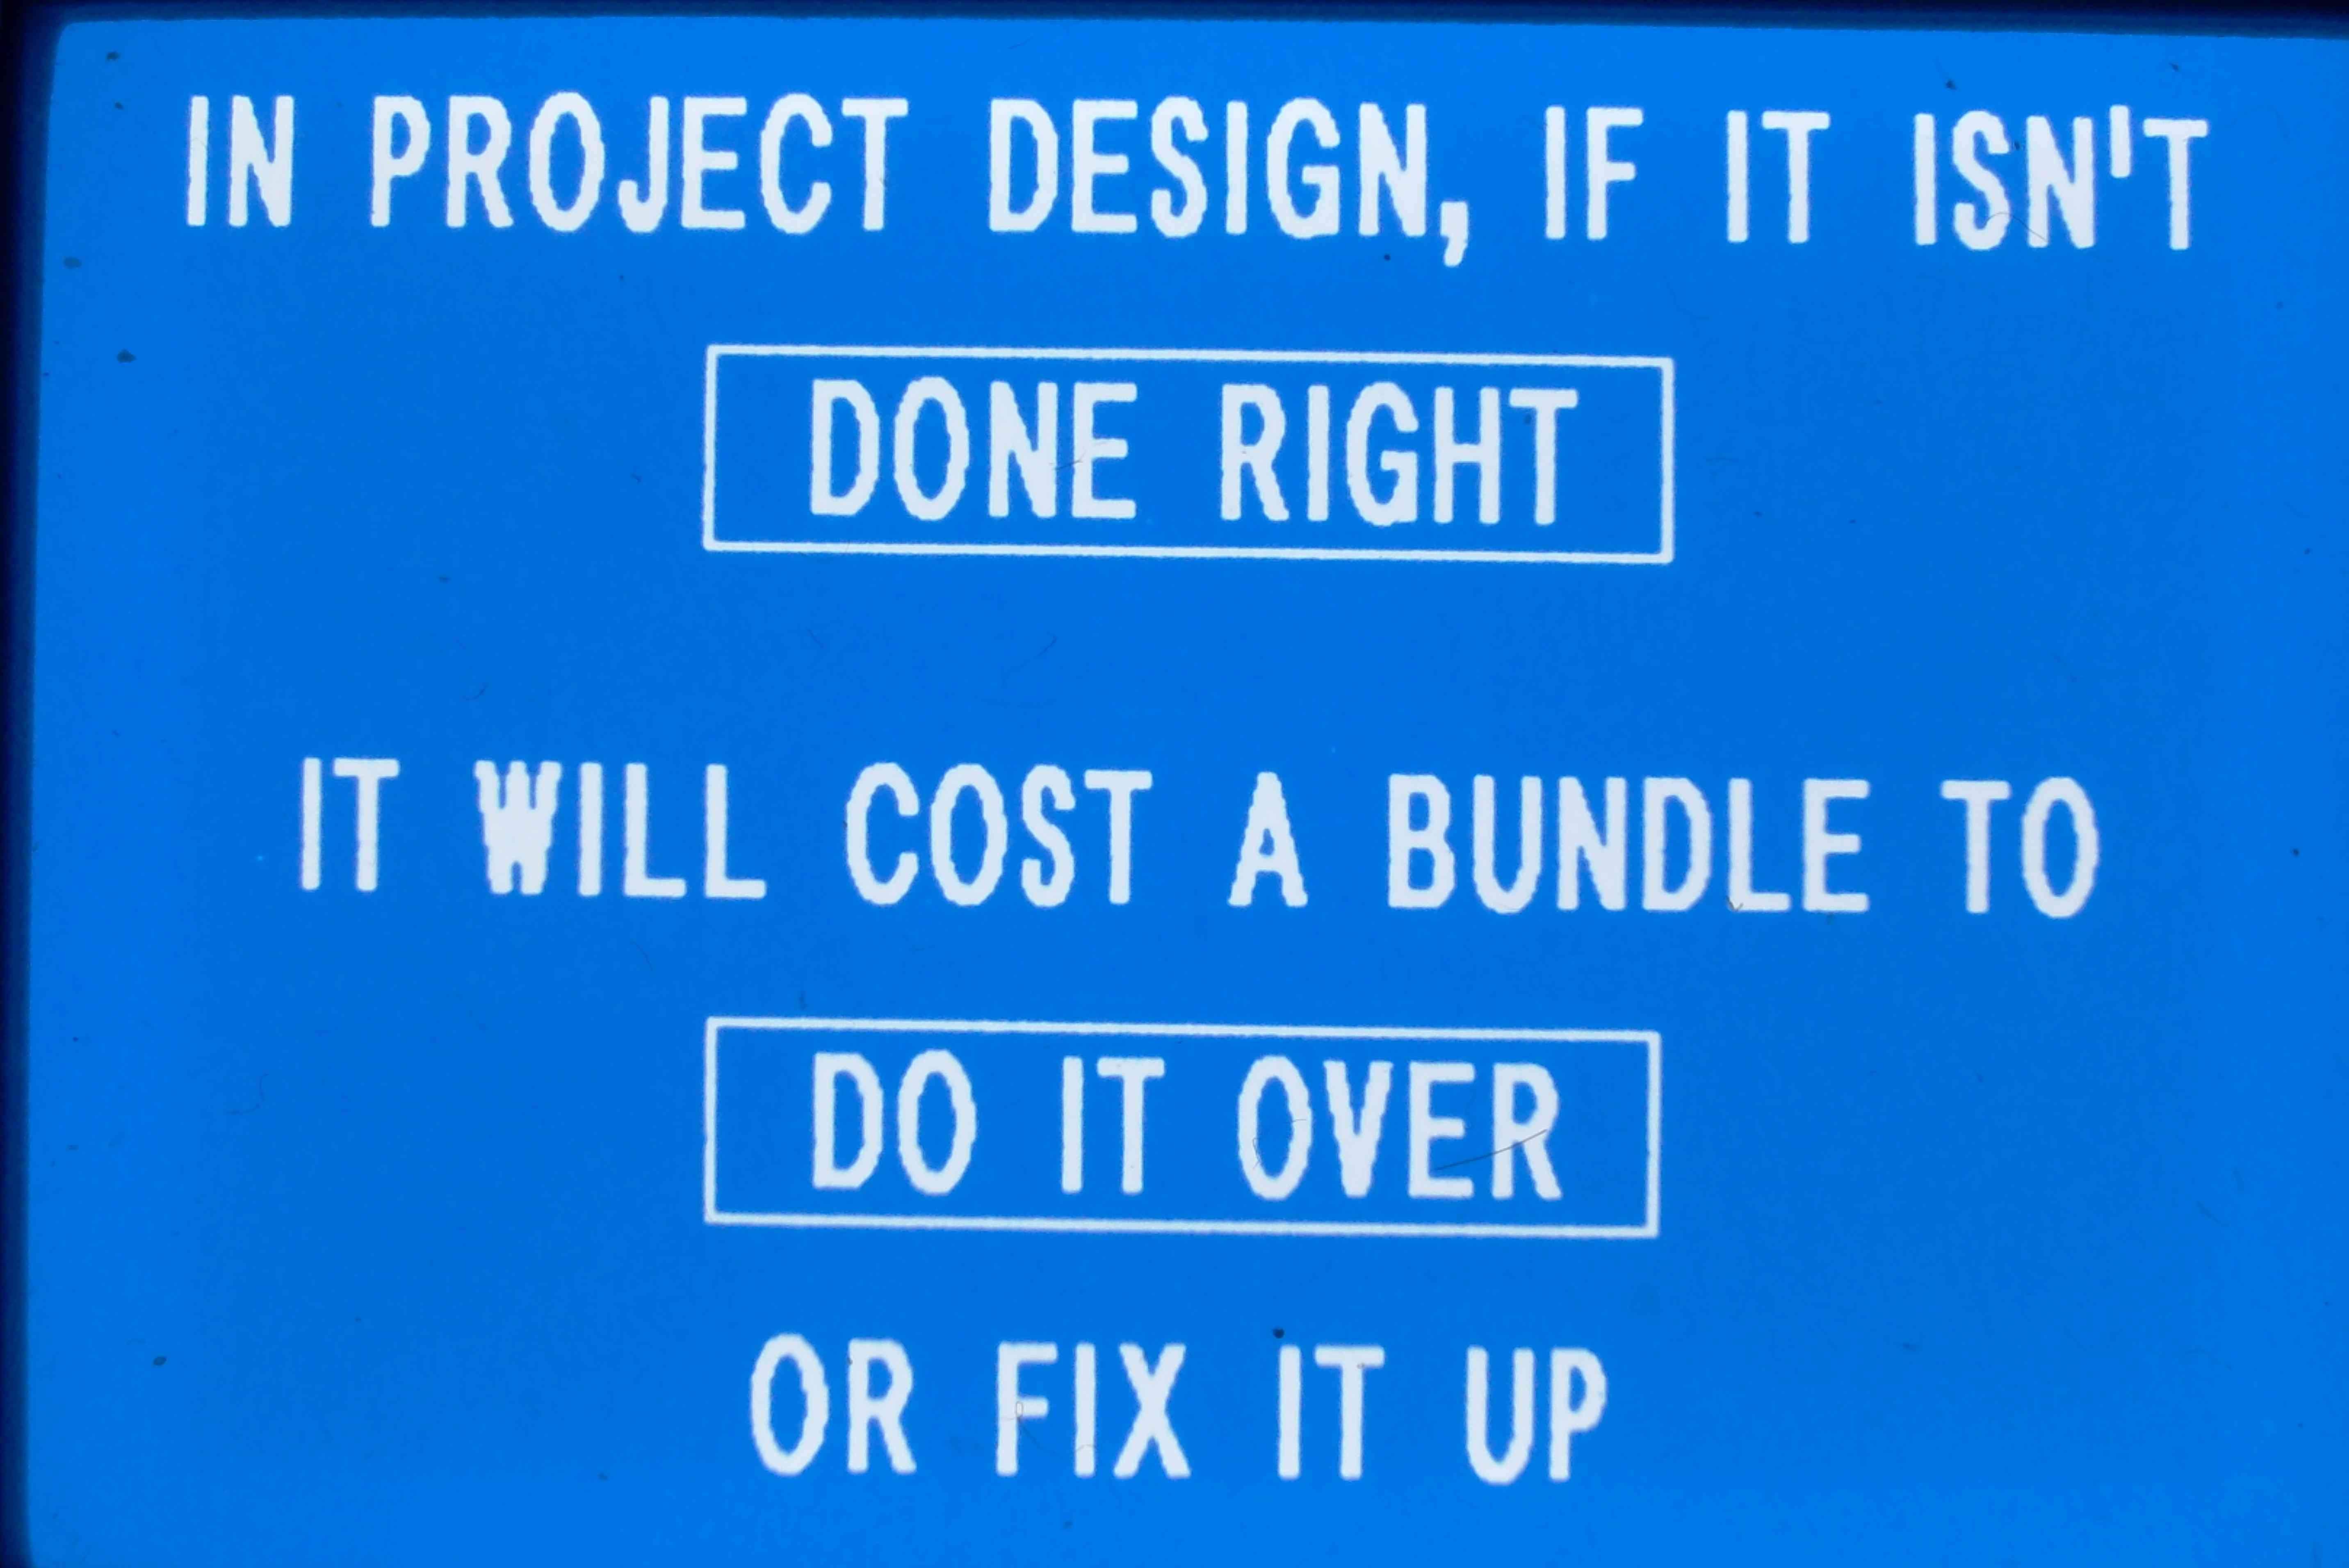 IN PROJECT DESIGN, IF IT ISN'T
DONE RIGHT
IT WILL COST A BUNDLE TO
DO IT OVER
OR FIX IT UP